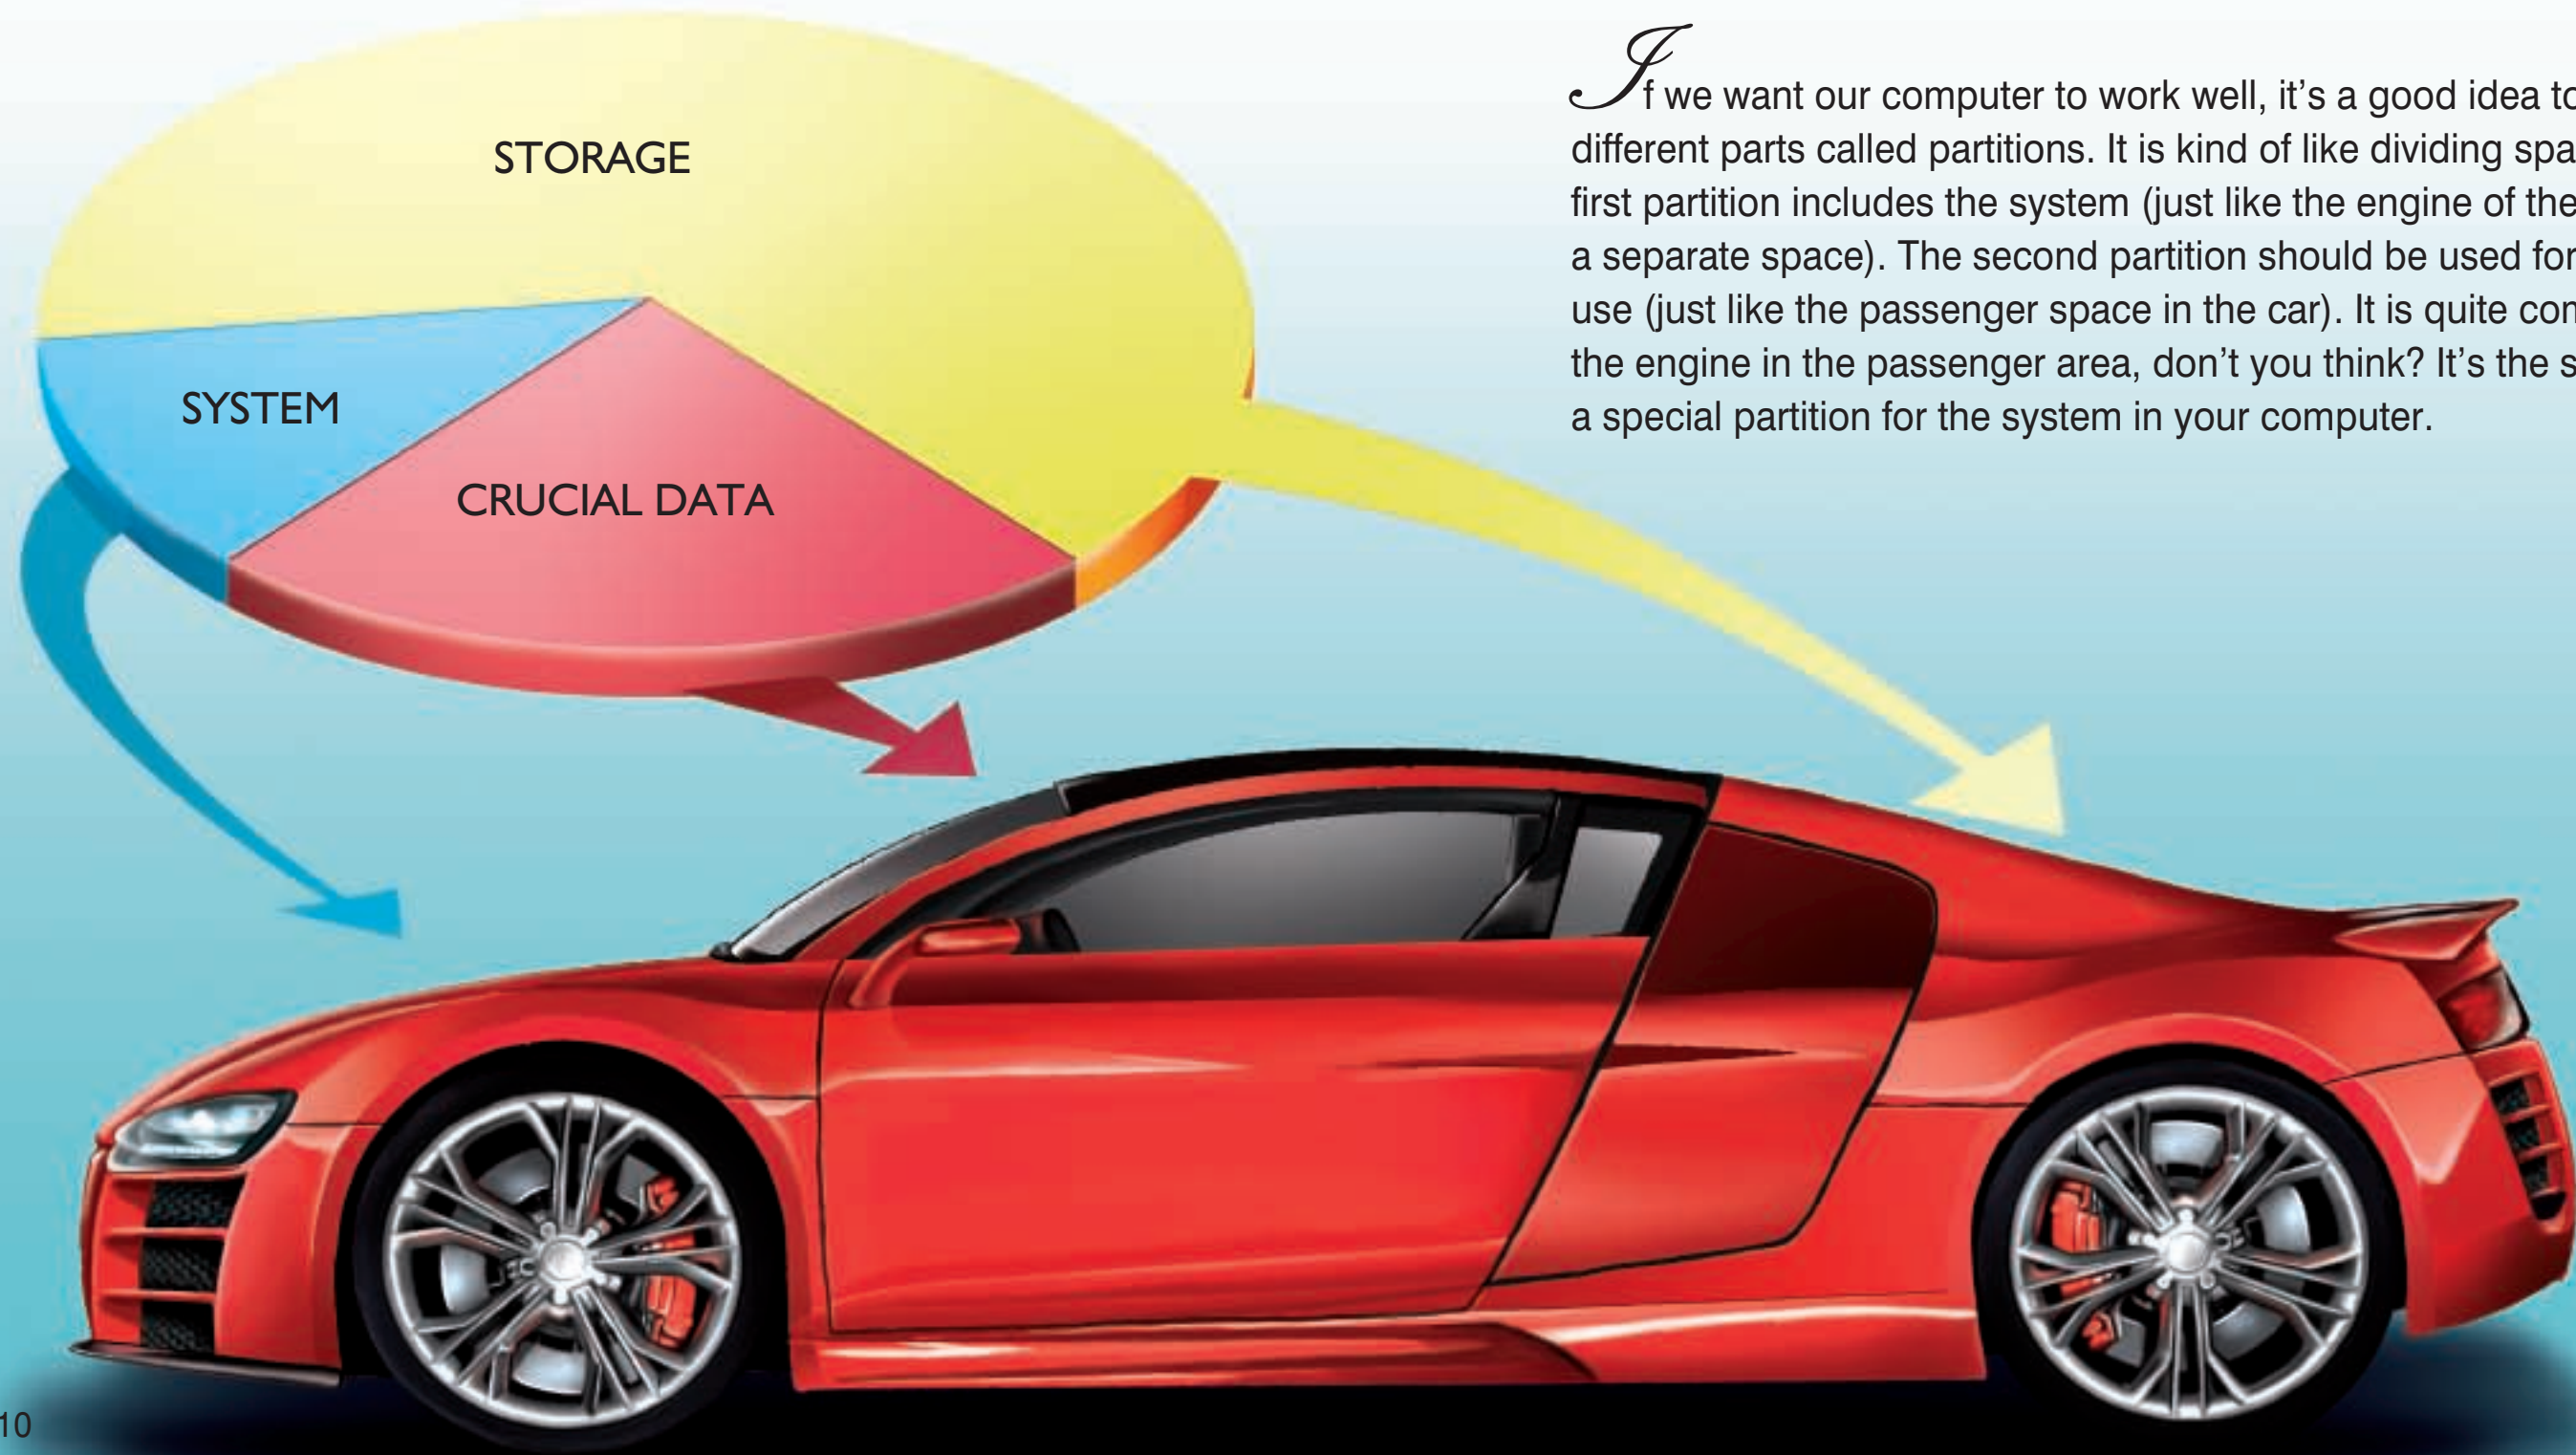 STORAGE
SYSTEM
CRUCIAL DATA
If we want our computer to work well, it's a good idea to
different parts called partitions. It is kind of like dividing
first partition includes the system (just like the engine of the
a separate space). The second partition should be used for
use (just like the passenger space in the car). It is quite
the engine in the passenger area, don't you think? It's the
a special partition for the system in your computer.
10